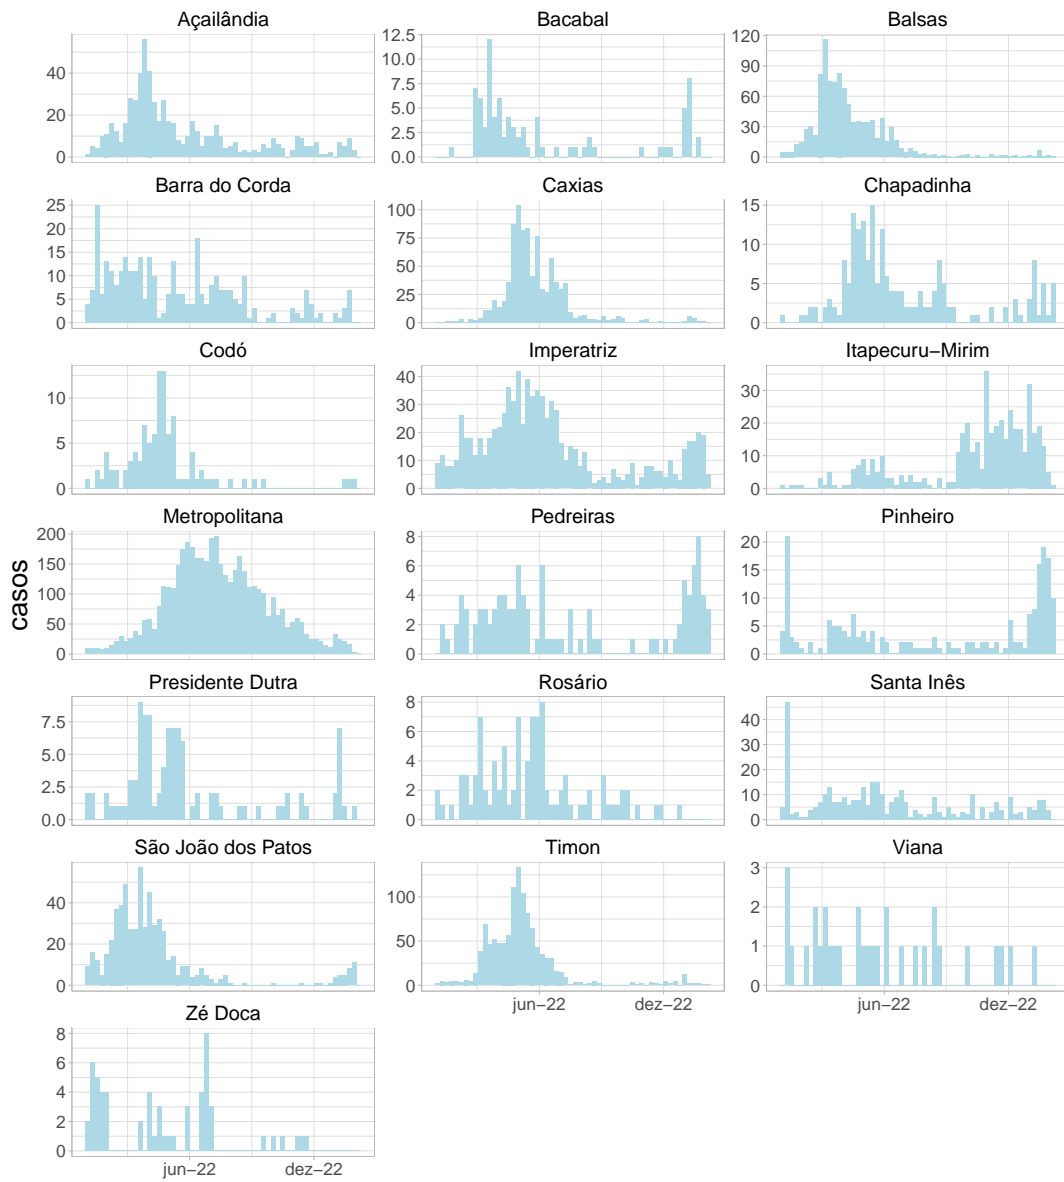 Açailândia Bacabal Balsas
40 20 0
12.5 10.0 7.5 5.0 2.5 0.0
120 90 60 30 0
Barra do Corda Caxias Chapadinha
25 20 15 10 5 0
100 75 50 25 0
15 10 5 0
Codó Imperatriz Itapecuru−Mirim
10 5 0
40 30 20 10 0
30 20 10 0
Metropolitana Pedreiras Pinheiro
200 150 100 50 0
8 6 4 2 0
20 15 10 5 0
casos
Presidente Dutra Rosário Santa Inês
7.5 5.0 2.5 0.0
8 6 4 2 0
40 30 20 10 0
São João dos Patos Timon Viana
40 20 0
100 50 0
3 2 1 0
jun−22 dez−22 jun−22 dez−22
Zé Doca
8 6 4 2 0
jun−22 dez−22